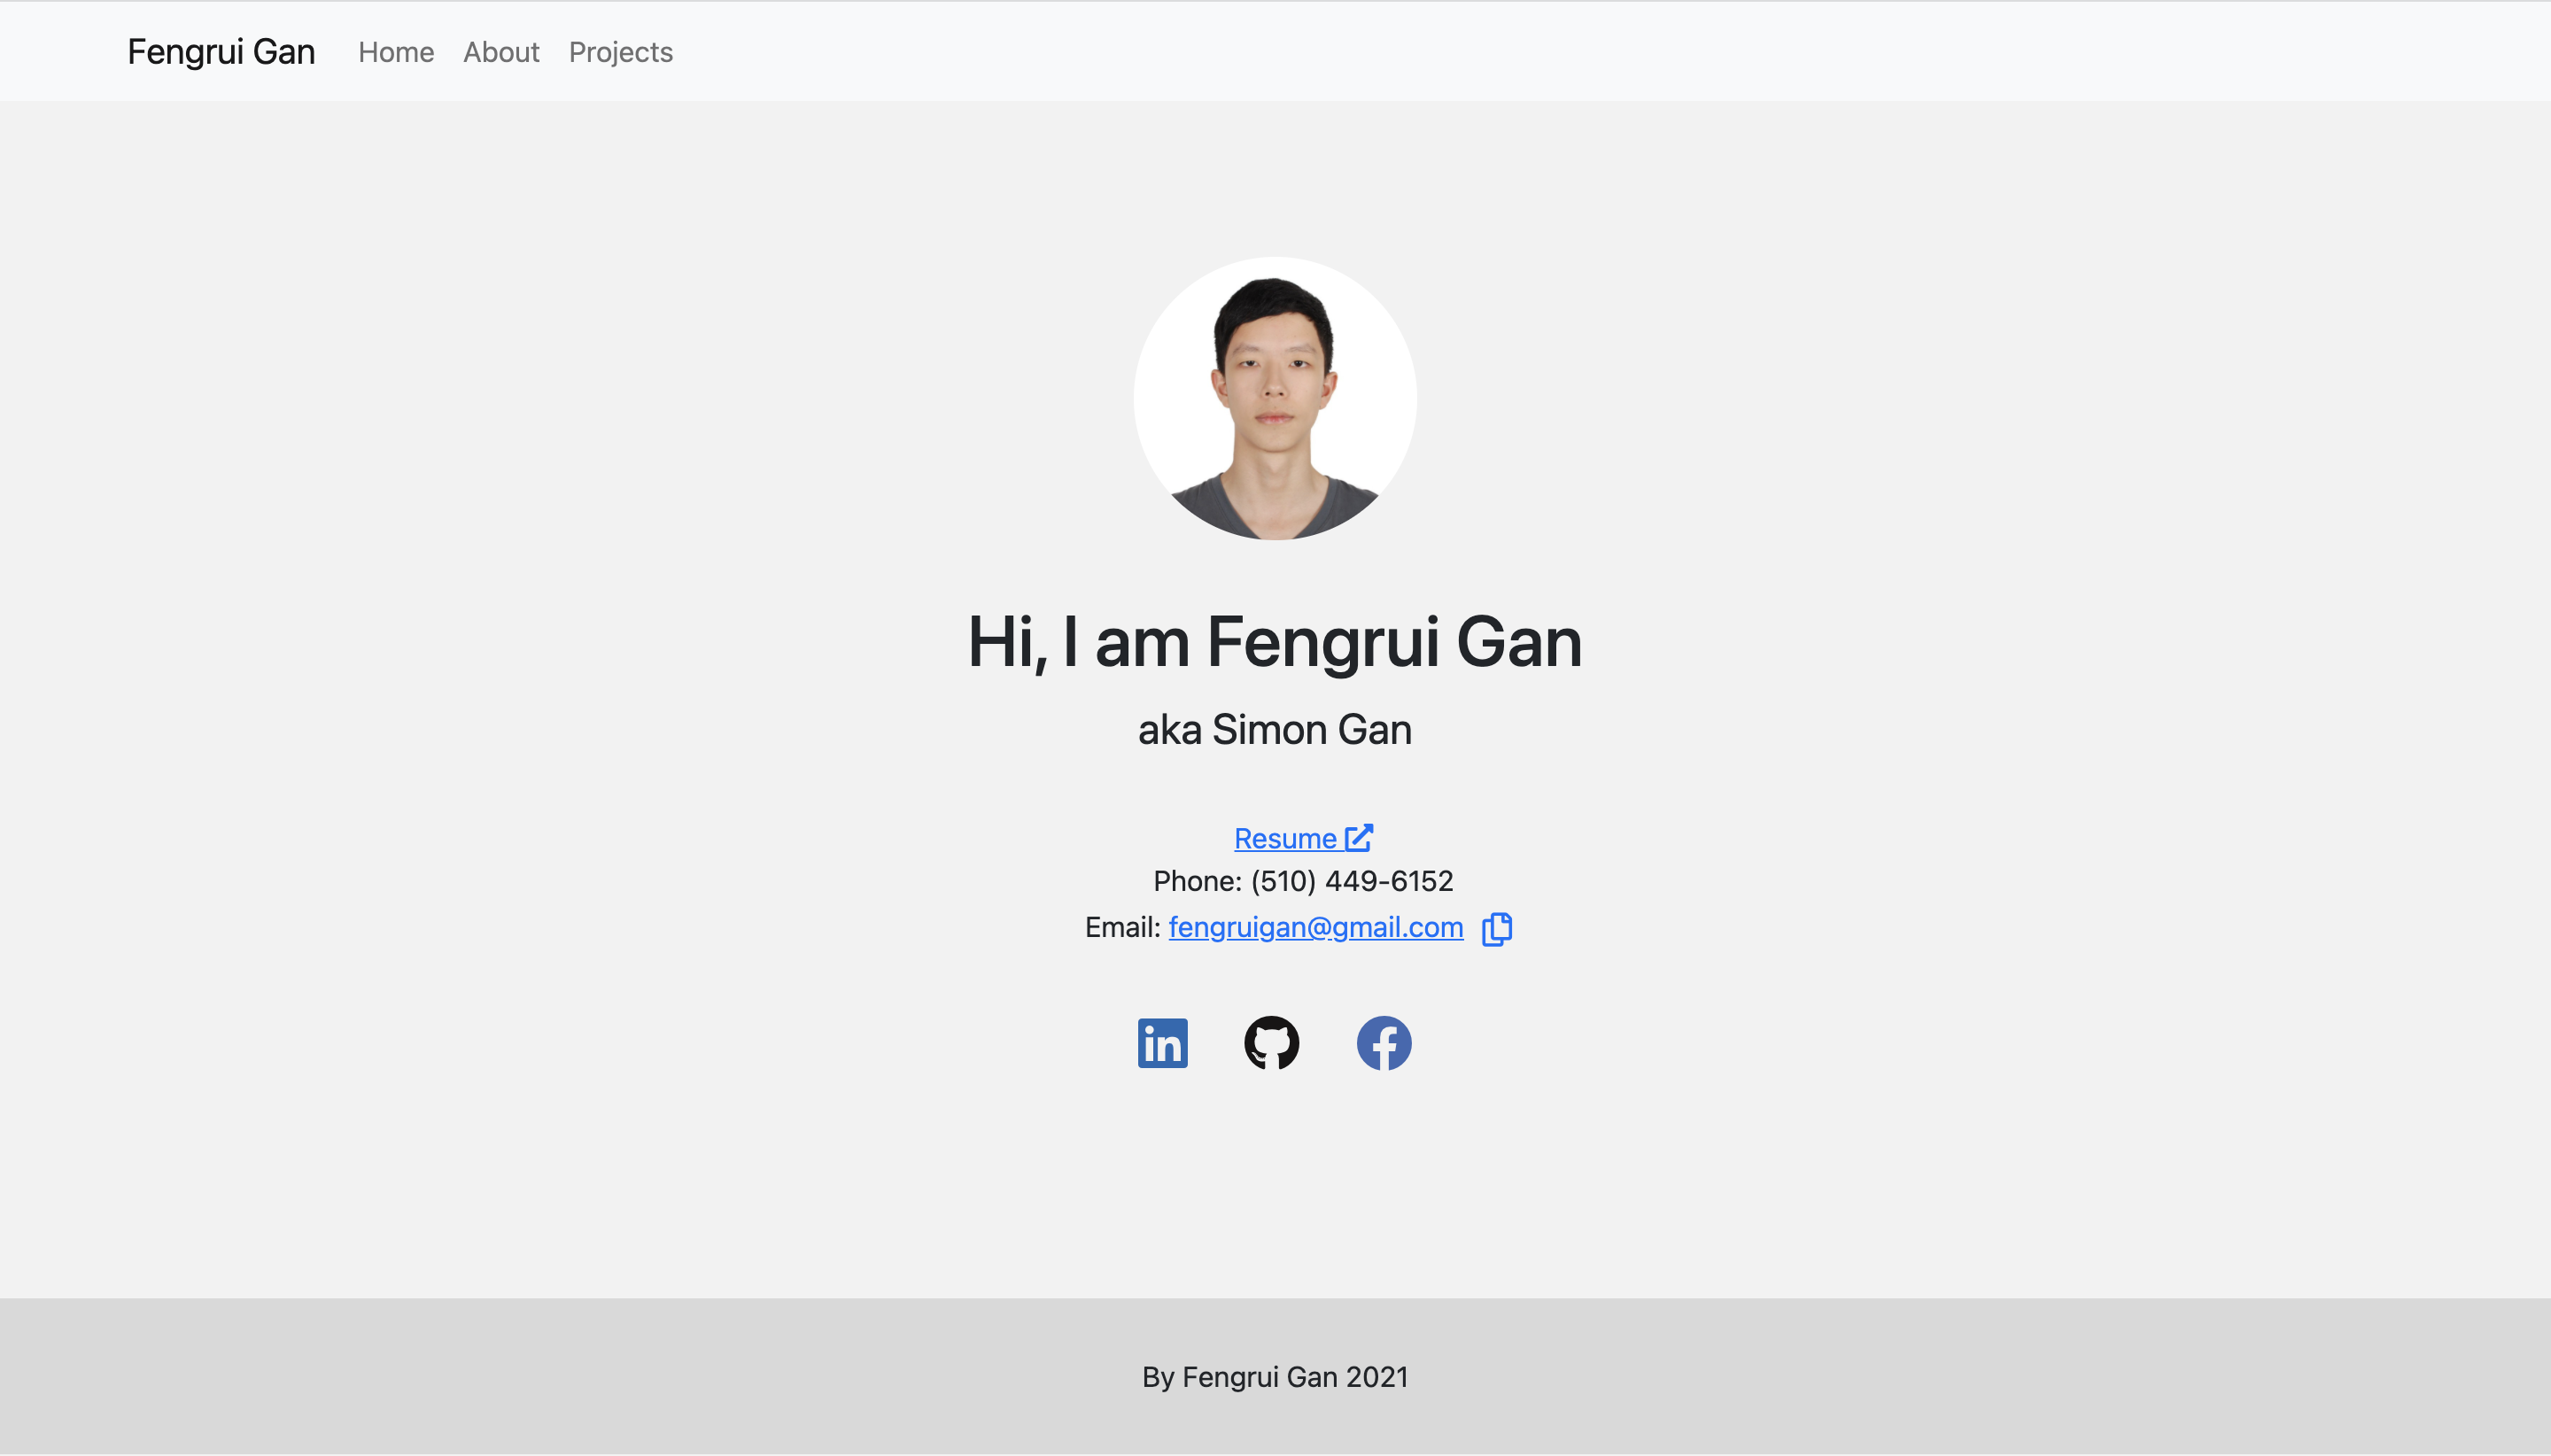 Fengrui Gan Home About Projects
Hi, I am Fengrui Gan
aka Simon Gan
Resume
Phone: (510) 449-6152
Email: fengruigan@gmail.com
in
By Fengrui Gan 2021